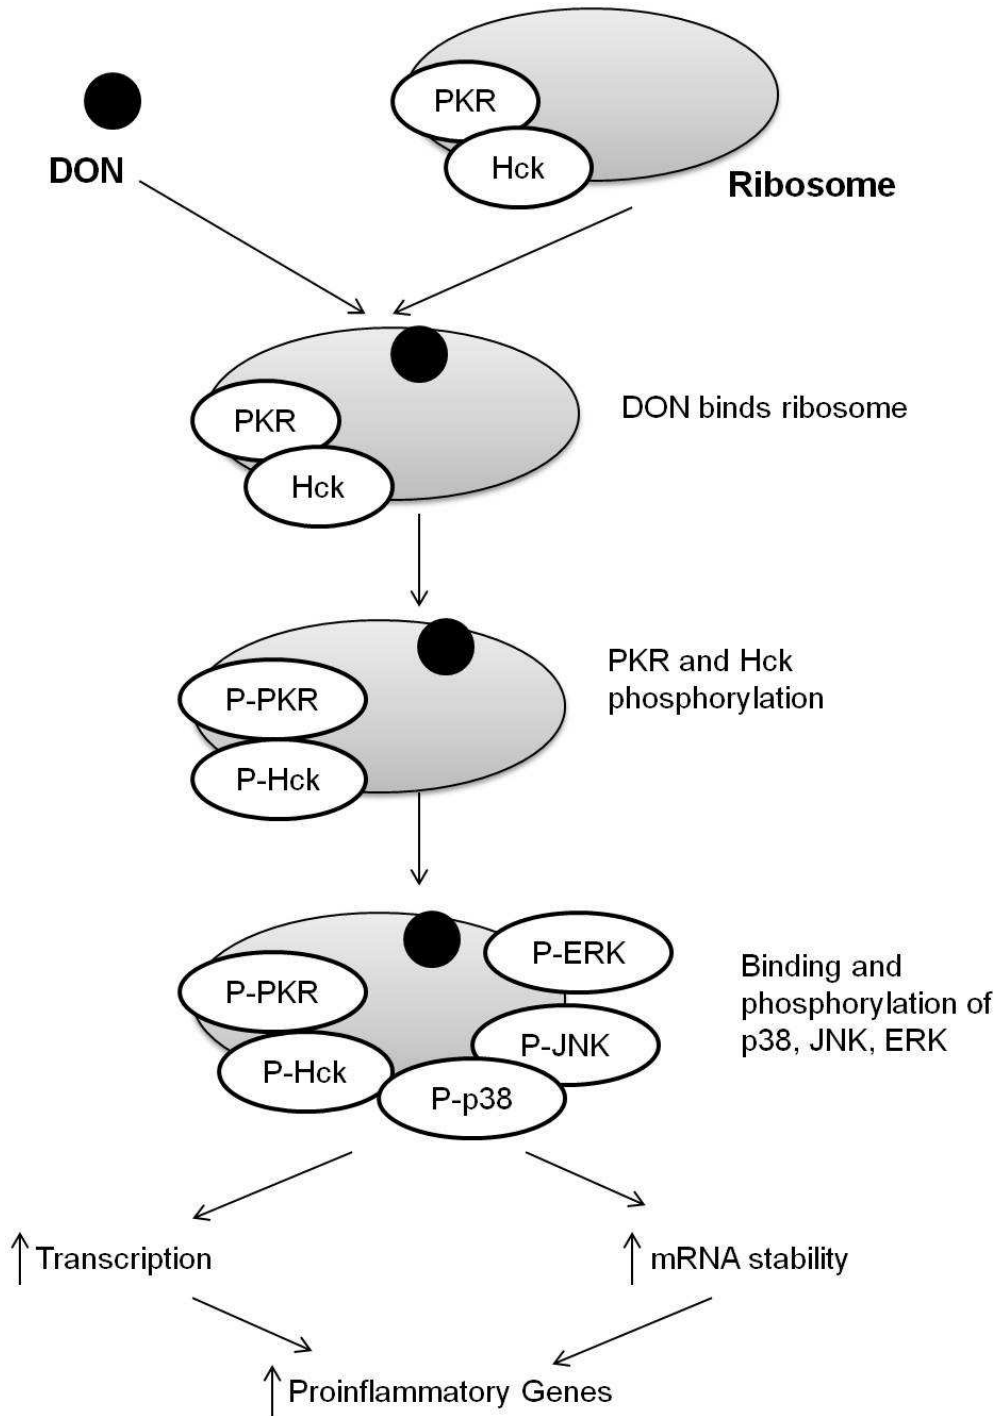 PKR
Hck
DON
Ribosome
PKR
Hck
DON binds ribosome
P-PKR
P-Hck
PKR and Hck
phosphorylation
P-PKR
P-Hck
P-ERK
P-JNK
P-p38
Binding and
phosphorylation of
p38, JNK, ERK
Transcription
mRNA stability
Proinflammatory Genes